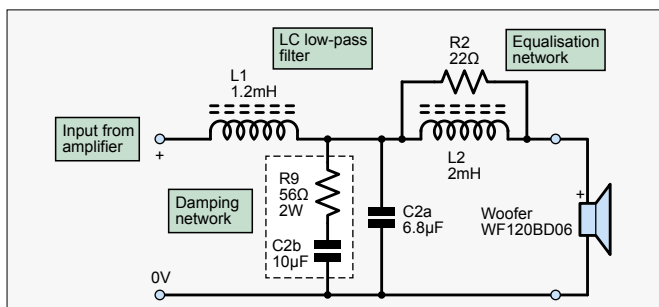 LC low-pass
filter
R2
22Ω
Equalisation
network
L1
1.2mH
Input from
amplifier
+
L2
2mH
Damping
network
R9
56Ω
2W
C2b
10µF
C2a
6.8µF
+
Woofer
WF120BD06
0V